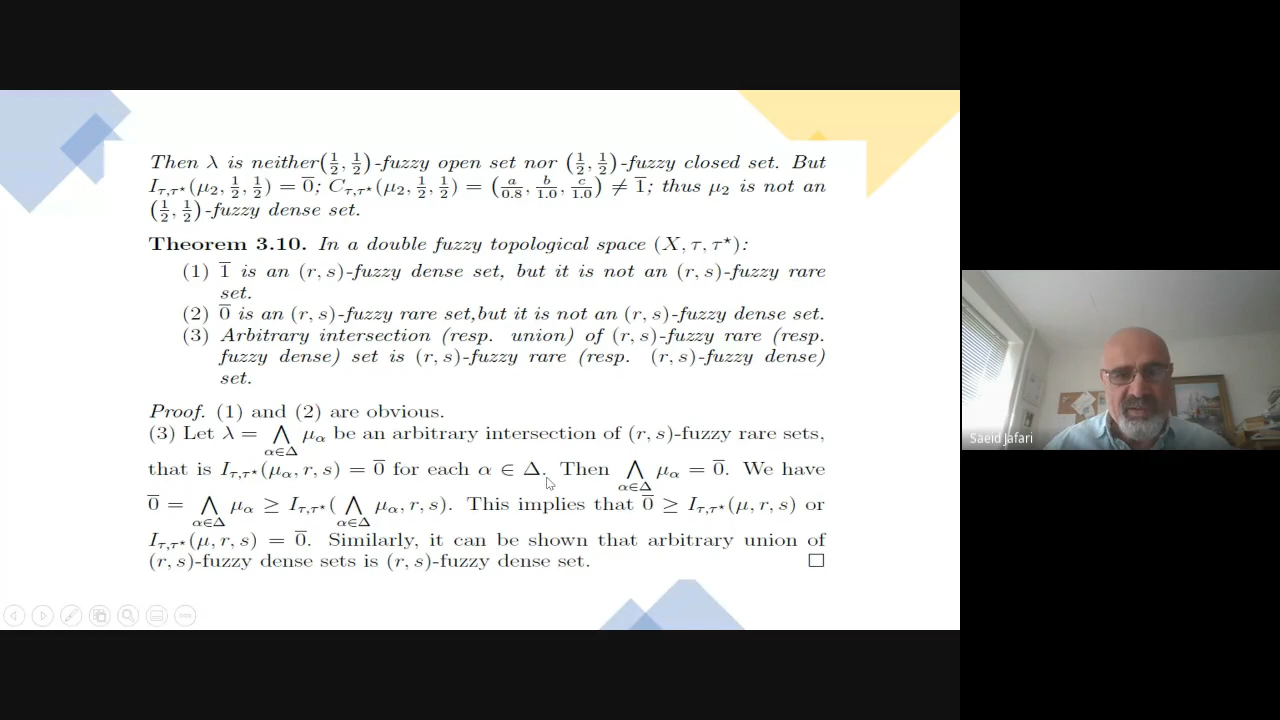 Then λ is neither(1/2, 1/2)-fuzzy open set nor (1/2, 1/2)-fuzzy closed set. But
I_{τ,τ⋆}(μ₂, 1/2, 1/2) = 0̅; C_{τ,τ⋆}(μ₂, 1/2, 1/2) = (a/0.8, b/1.0, c/1.0) ≠ 1̅; thus μ₂ is not an
(1/2, 1/2)-fuzzy dense set.
Theorem 3.10. In a double fuzzy topological space (X, τ, τ⋆):
(1) 1̅ is an (r, s)-fuzzy dense set, but it is not an (r, s)-fuzzy rare
set.
(2) 0̅ is an (r, s)-fuzzy rare set,but it is not an (r, s)-fuzzy dense set.
(3) Arbitrary intersection (resp. union) of (r, s)-fuzzy rare (resp.
fuzzy dense) set is (r, s)-fuzzy rare (resp. (r, s)-fuzzy dense)
set.
Proof. (1) and (2) are obvious.
(3) Let λ = ⋀_{α∈Δ} μ_α be an arbitrary intersection of (r, s)-fuzzy rare sets,
that is I_{τ,τ⋆}(μ_α, r, s) = 0̅ for each α ∈ Δ. Then ⋀_{α∈Δ} μ_α = 0̅. We have
0̅ = ⋀_{α∈Δ} μ_α ≥ I_{τ,τ⋆}( ⋀_{α∈Δ} μ_α, r, s). This implies that 0̅ ≥ I_{τ,τ⋆}(μ, r, s) or
I_{τ,τ⋆}(μ, r, s) = 0̅. Similarly, it can be shown that arbitrary union of
(r, s)-fuzzy dense sets is (r, s)-fuzzy dense set. □
Saeid Jafari